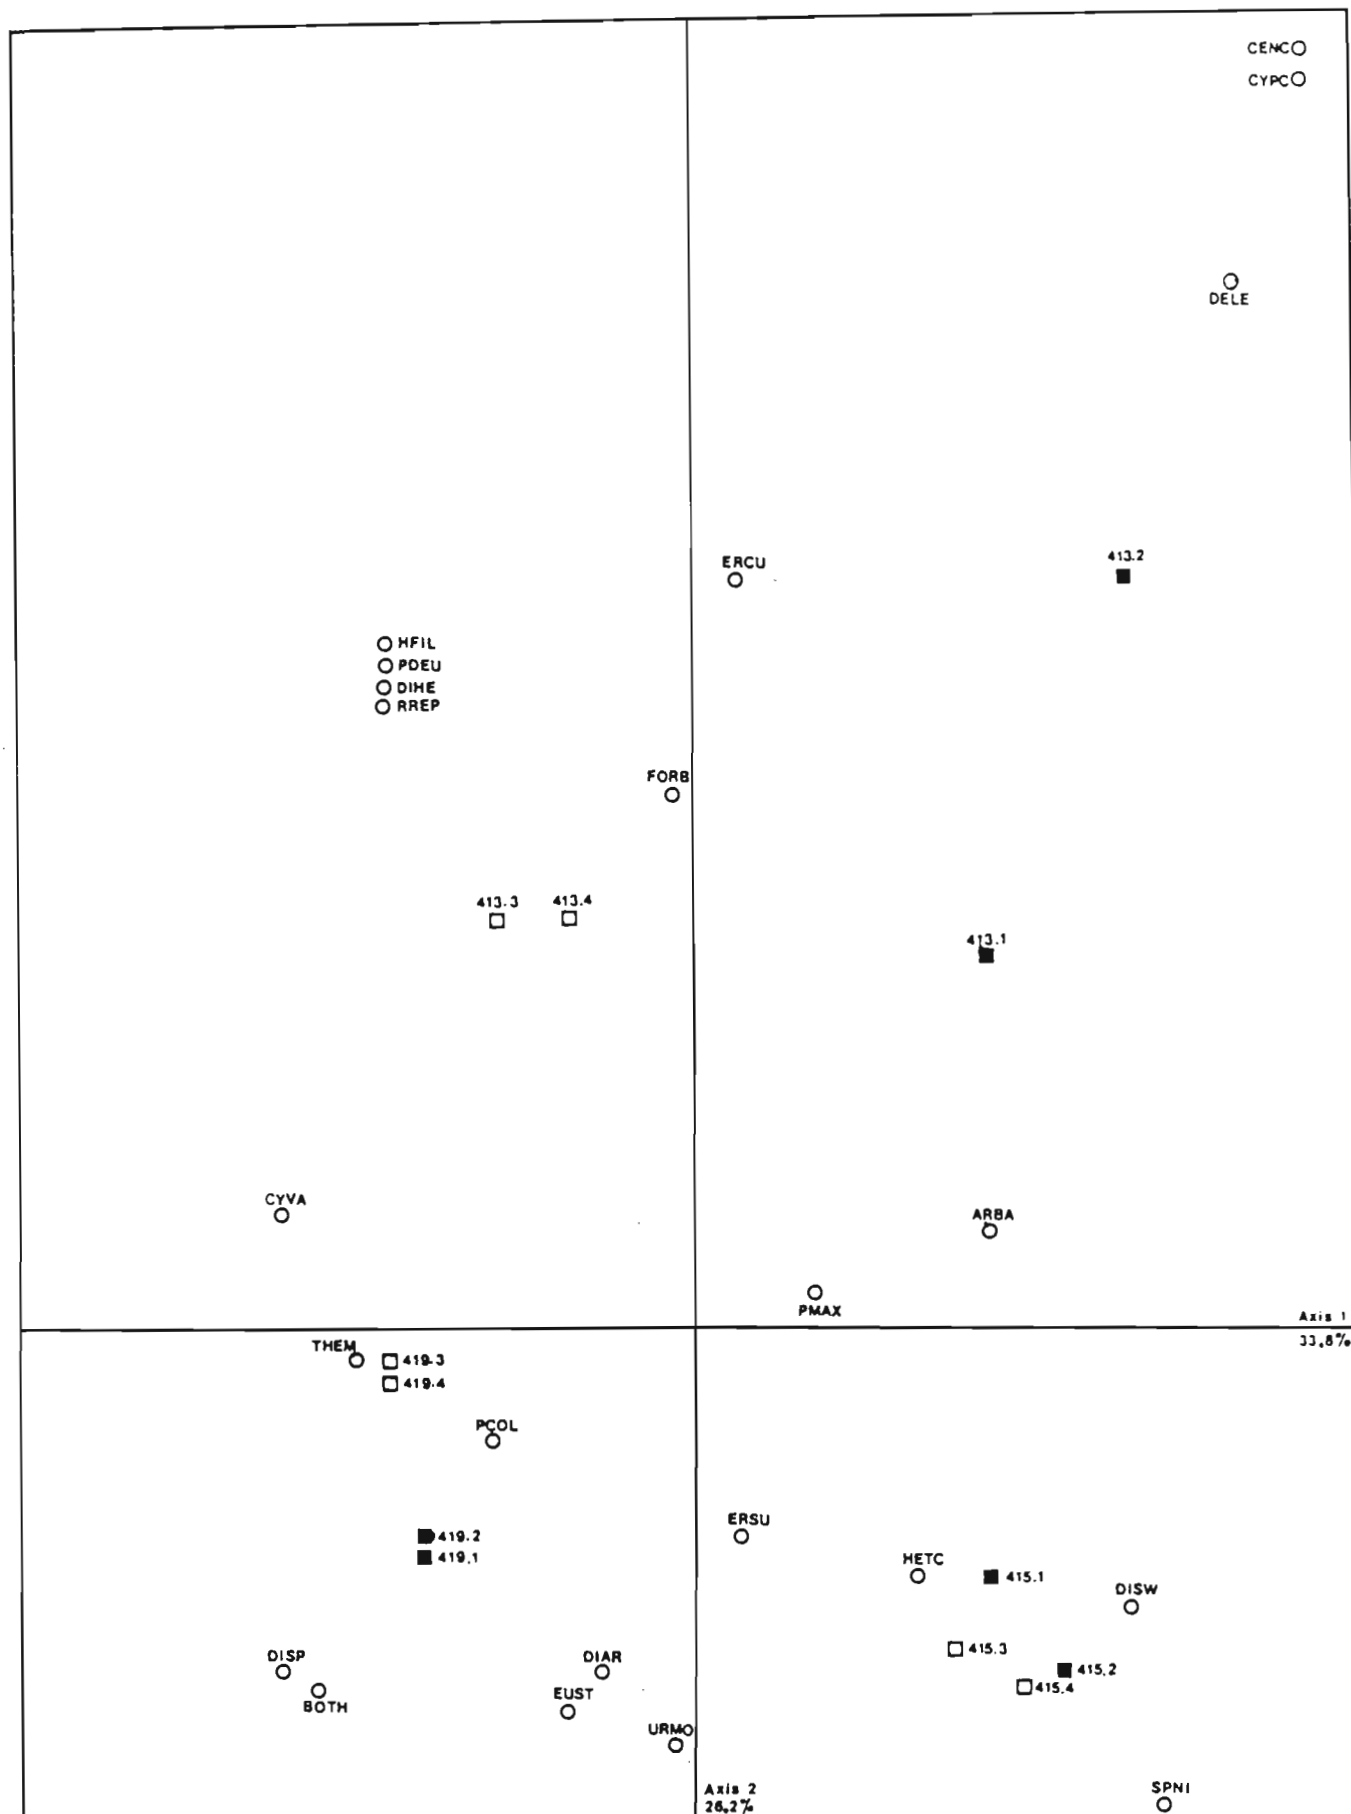 CENC
CYPC
DELE
413.2
ERCU
HFIL
PDEU
DIHE
RREP
FORB
413.3 413.4
413.1
CYVA
ARBA
PMAX
Axis 1
33,8%
THEM
419.3
419.4
PCOL
419.2
419.1
ERSU
HETC
415.1
DISW
415.3
415.2
415.4
DISP
DIAR
BOTH
EUST
URMO
Axis 2
26,2%
SPNI